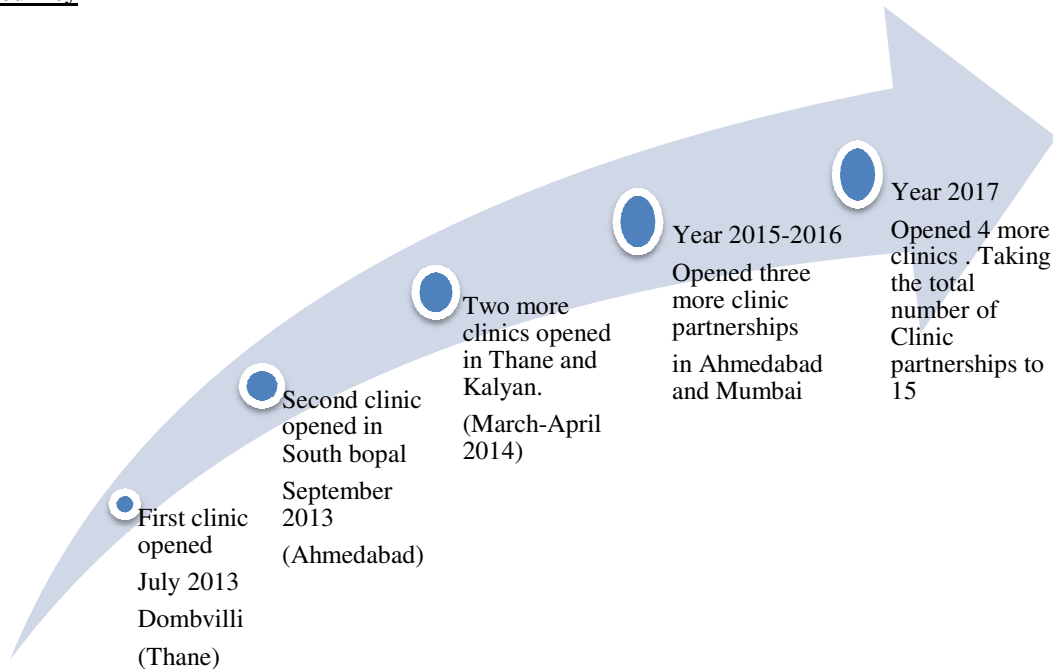 First clinic
opened
July 2013
Dombvilli
(Thane)
Second clinic
opened in
South bopal
September
2013
(Ahmedabad)
Two more
clinics opened
in Thane and
Kalyan.
(March-April
2014)
Year 2015-2016
Opened three
more clinic
partnerships
in Ahmedabad
and Mumbai
Year 2017
Opened 4 more
clinics . Taking
the total
number of
Clinic
partnerships to
15